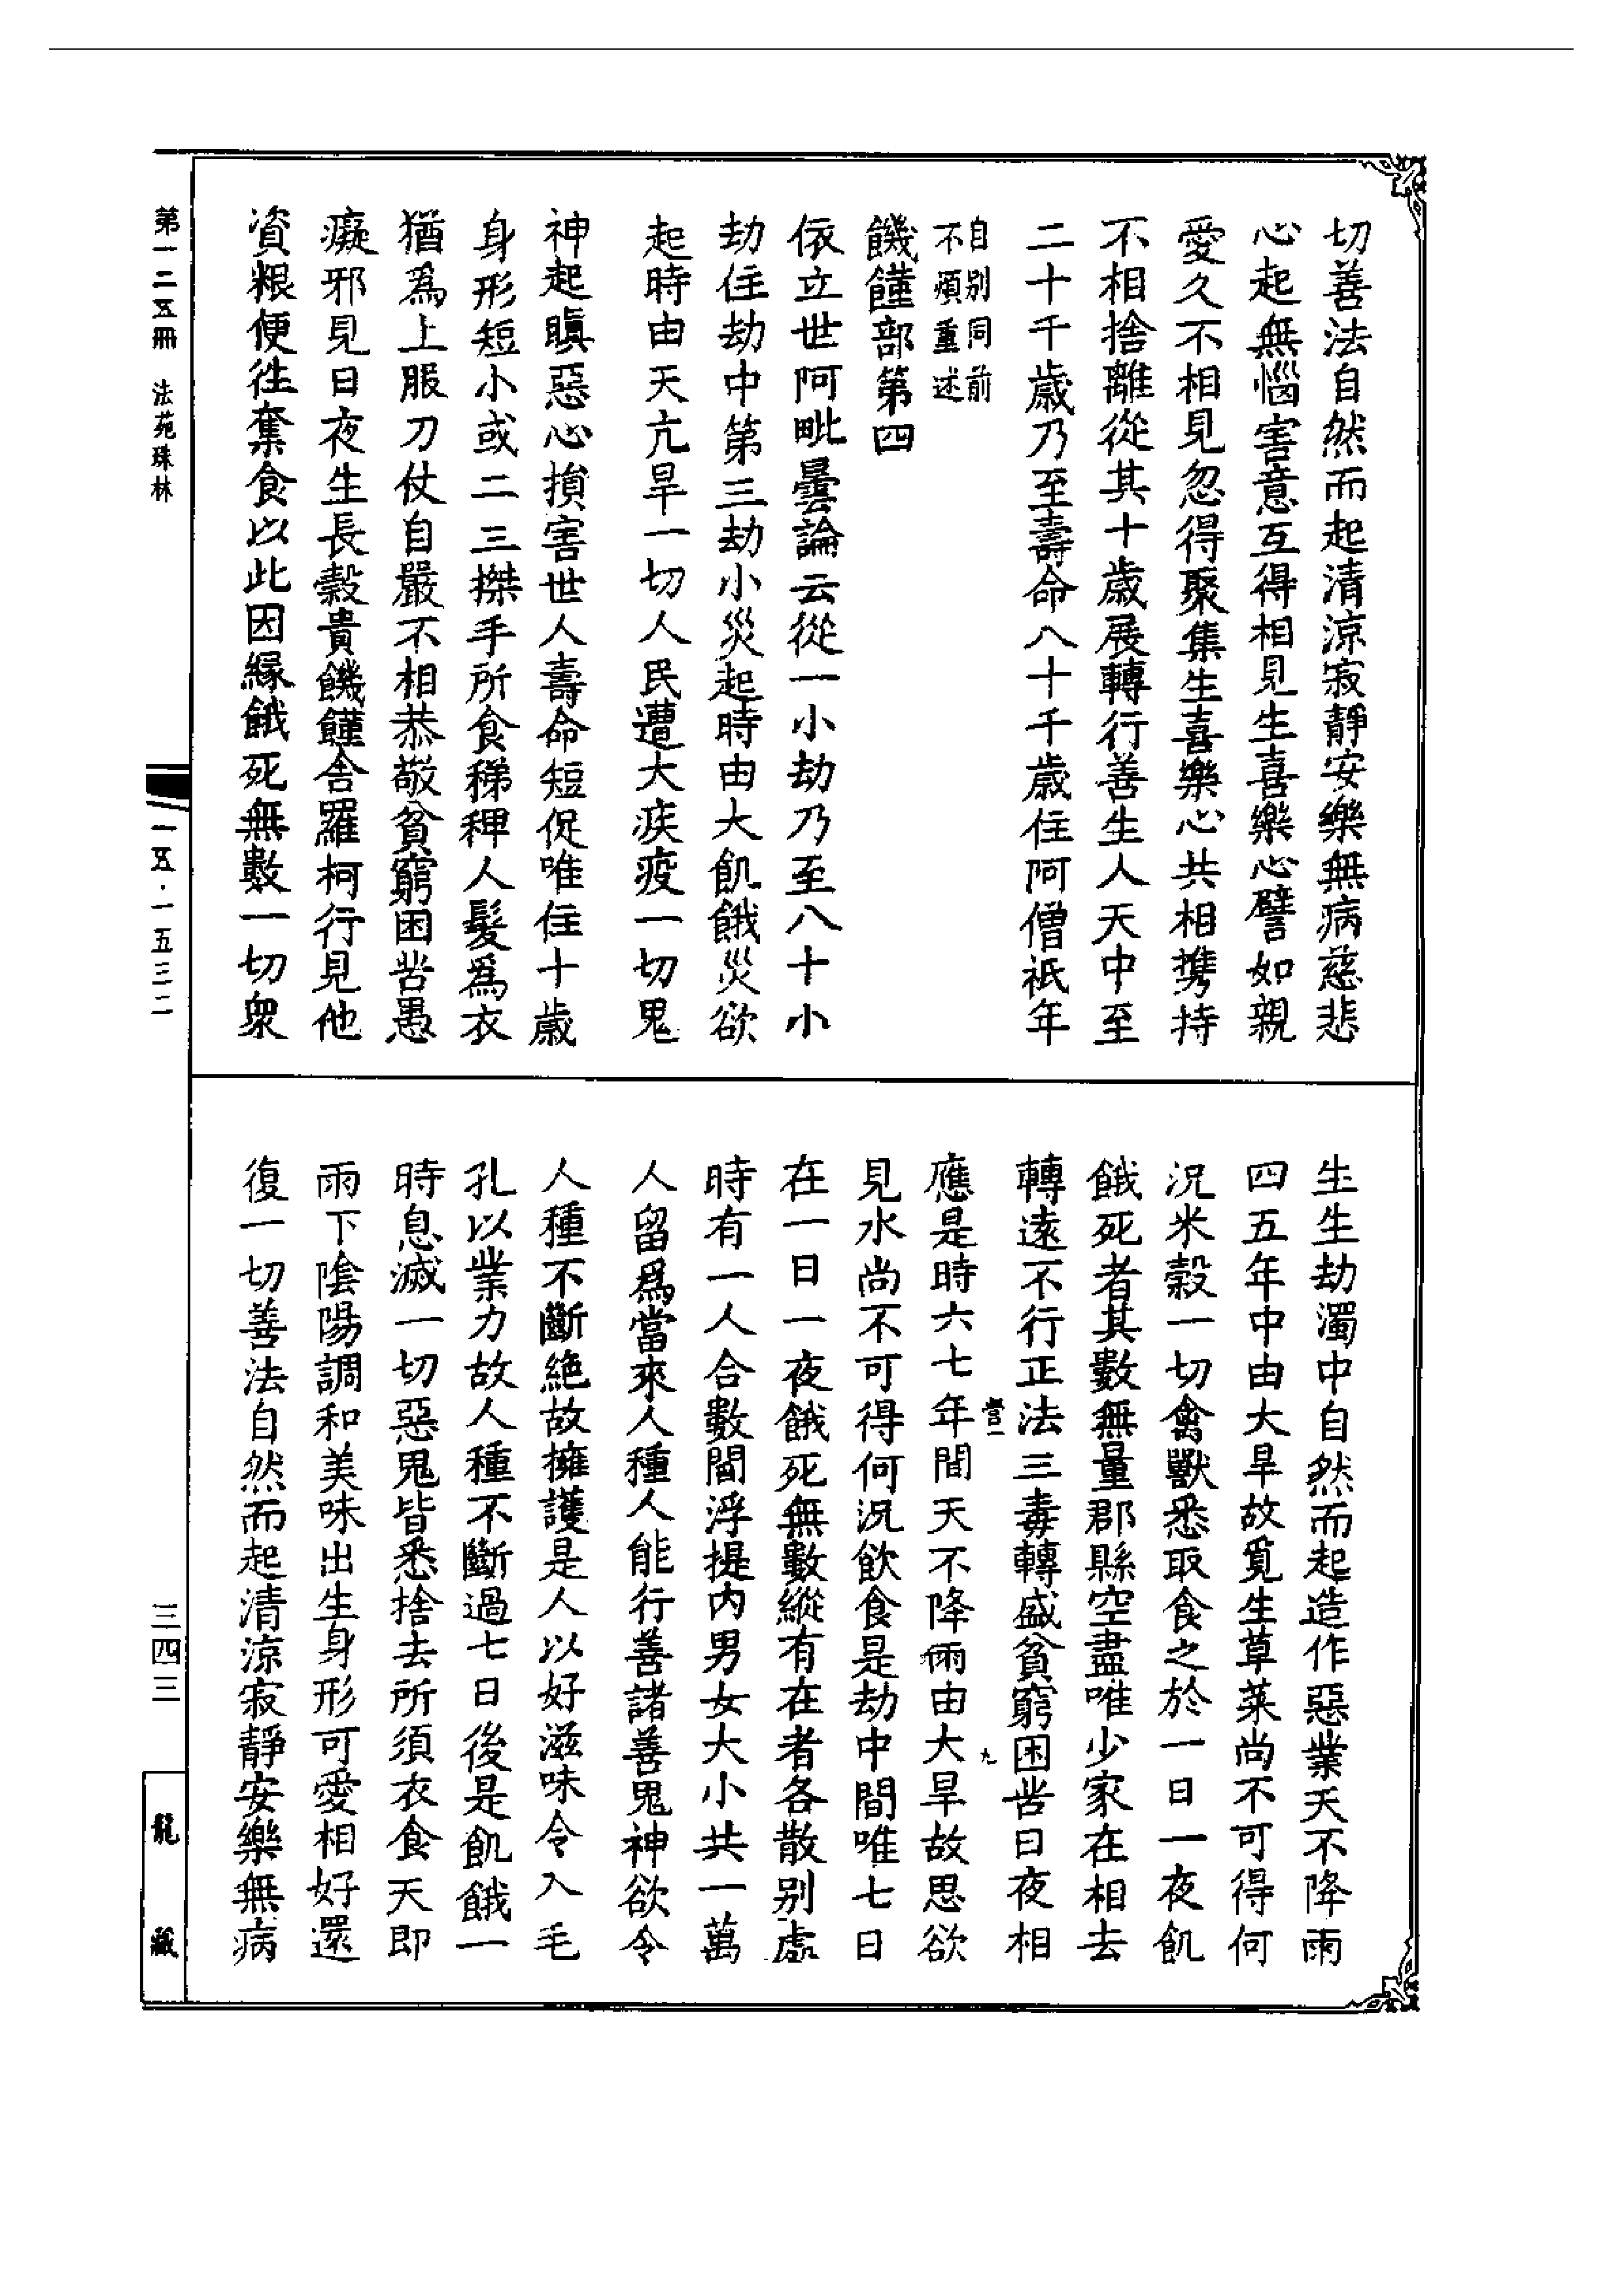 切善法自然而起清涼寂靜安樂無病慈悲
心起無惱害意互得相見生喜樂心譬如親
愛久不相見忽得聚集生喜樂心共相携持
不相捨離從其十歲展轉行善生人天中至
二十千歲乃至壽命八十千歲住阿僧祇年
自別同前
不煩重述
饑饉部第四
依立世阿毗曇論云從一小劫乃至八十小
劫住劫中第三劫小災起時由大飢餓災欲
起時由天亢旱一切人民遭大疾疫一切鬼
神起瞋惡心損害世人壽命短促唯住十歲
身形短小或二三搩手所食稊稗人髮爲衣
猶爲上服刀仗自嚴不相恭敬貧窮困苦愚
癡邪見日夜生長穀貴饑饉舍羅柯行見他
資粮便往奪食以此因緣餓死無數一切衆
生生劫濁中自然而起造作惡業天不降雨
四五年中由大旱故覓生草菜尚不可得何
況米穀一切禽獸悉取食之於一日一夜飢
餓死者其數無量郡縣空盡唯少家在相去
轉遠不行正法三毒轉盛貧窮困苦日夜相
應是時六七年間天不降雨由大旱故思欲
見水尚不可得何況飲食是劫中間唯七日
在一日一夜餓死無數縱有在者各散別處
時有一人合數閻浮提內男女大小共一萬
人留爲當來人種人能行善諸善鬼神欲令
人種不斷絶故擁護是人以好滋味令入毛
孔以業力故人種不斷過七日後是飢餓一
時息滅一切惡鬼皆悉捨去所須衣食天即
雨下陰陽調和美味出生身形可愛相好還
復一切善法自然而起清涼寂靜安樂無病
九
第一二五冊 法苑珠林
一五·一五三二
三四三
龍藏